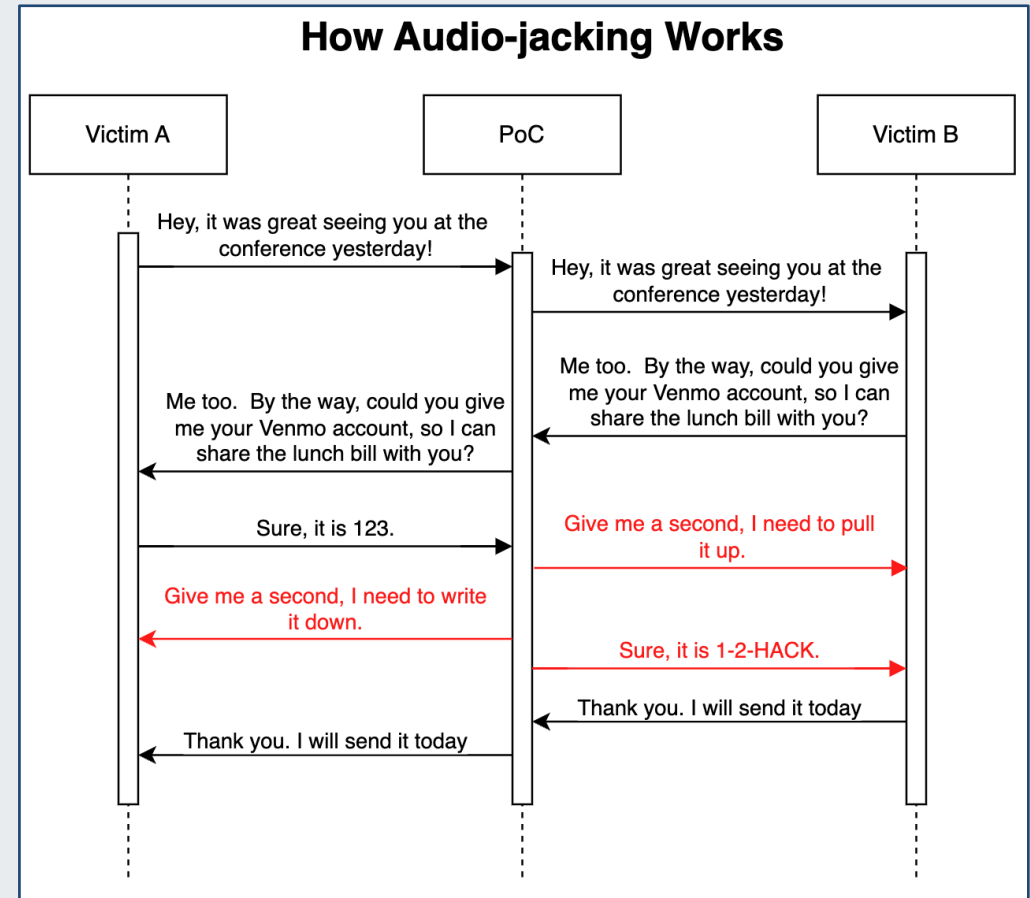 How Audio-jacking Works
Victim A
PoC
Victim B
Hey, it was great seeing you at the
conference yesterday!
Hey, it was great seeing you at the
conference yesterday!
Me too.  By the way, could you give
me your Venmo account, so I can
share the lunch bill with you?
Me too.  By the way, could you give
me your Venmo account, so I can
share the lunch bill with you?
Sure, it is 123.
Give me a second, I need to pull
it up.
Give me a second, I need to write
it down.
Sure, it is 1-2-HACK.
Thank you. I will send it today
Thank you. I will send it today